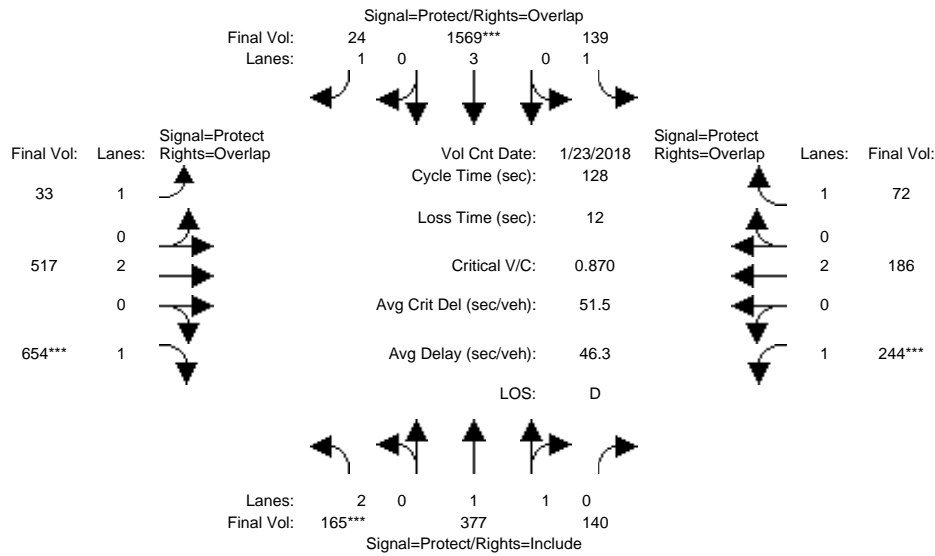 Signal=Protect/Rights=Overlap
Final Vol: 24 1569*** 139
Lanes: 1 0 3 0 1
Signal=Protect Signal=Protect
Final Vol: Lanes: Rights=Overlap Vol Cnt Date: 1/23/2018 Rights=Overlap Lanes: Final Vol:
Cycle Time (sec): 128
33 1 1 72
Loss Time (sec): 12
0 0
517 2 Critical V/C: 0.870 2 186
0 Avg Crit Del (sec/veh): 51.5 0
654*** 1 Avg Delay (sec/veh): 46.3 1 244***
LOS: D
Lanes: 2 0 1 1 0
Final Vol: 165*** 377 140
Signal=Protect/Rights=Include